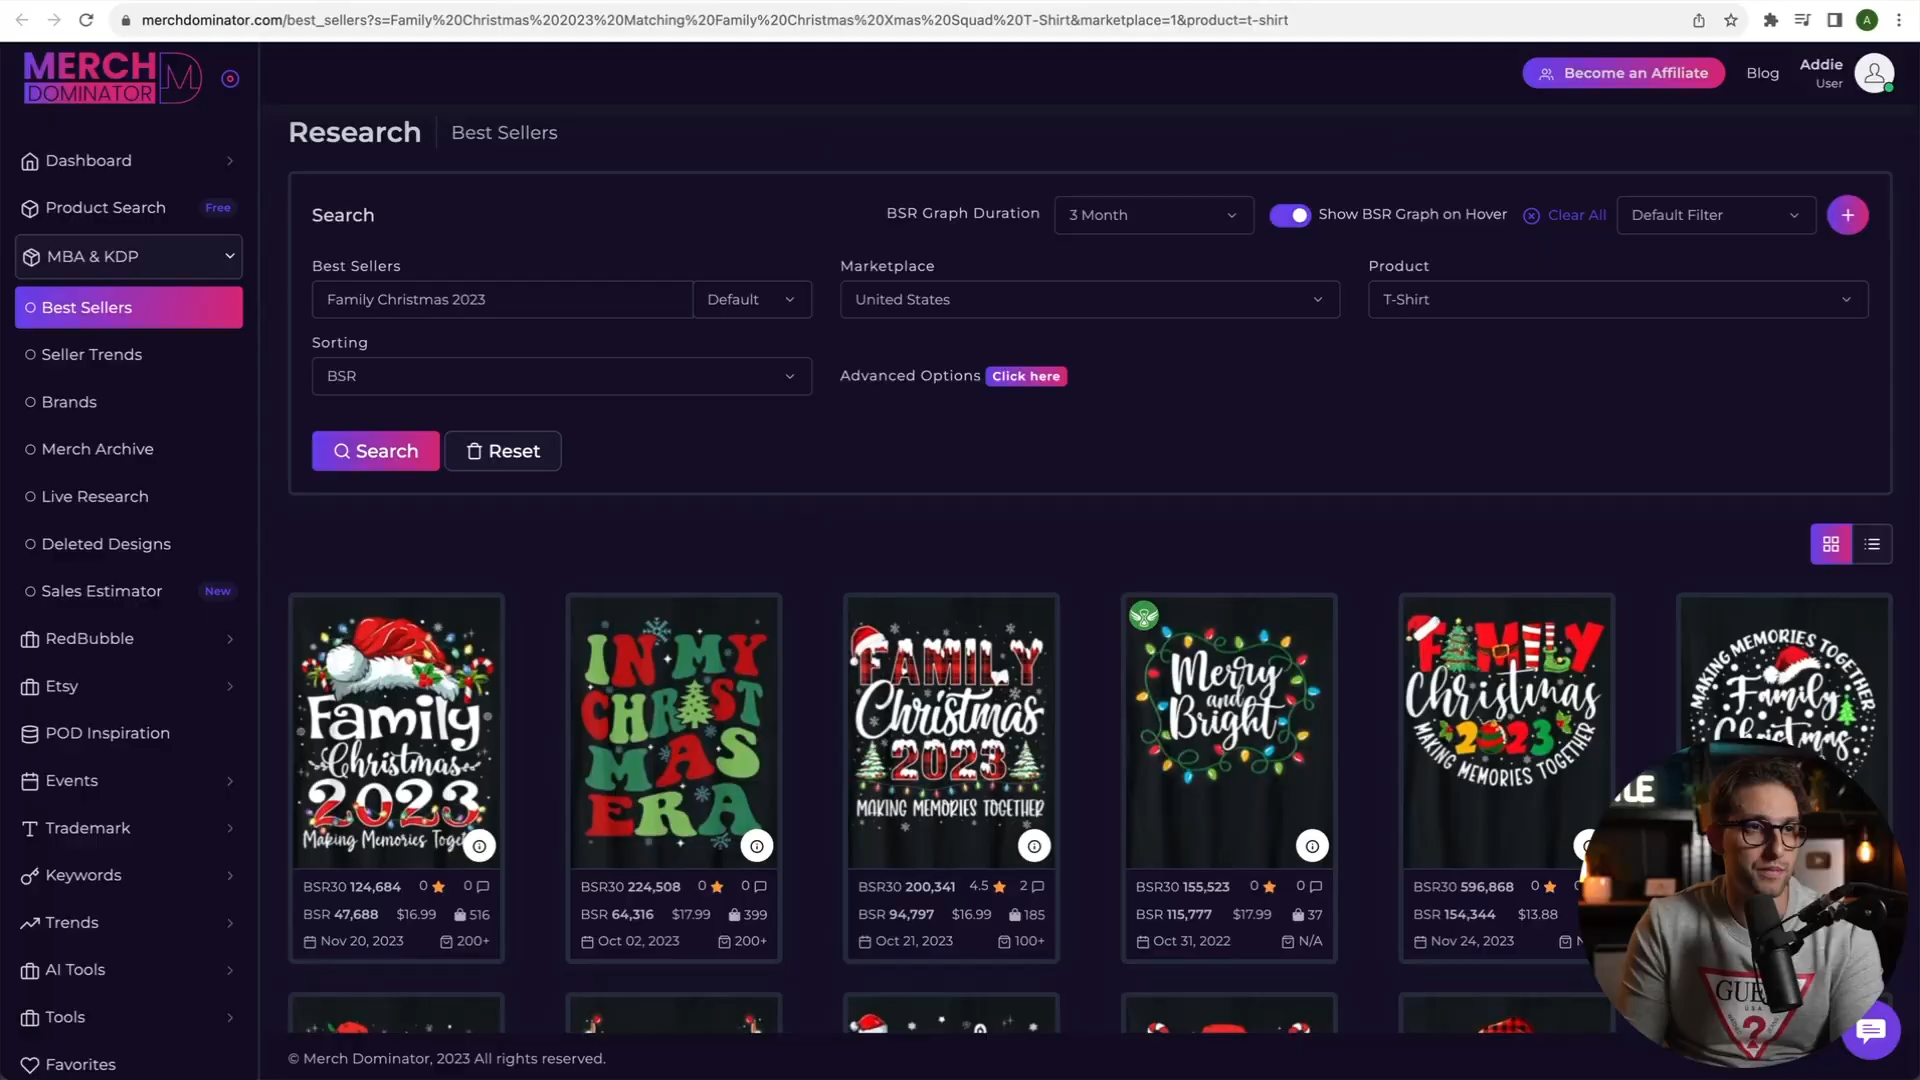 merchdominator.com/best_sellers?s=Family%20Christmas%202023%20Matching%20Family%20Christmas%20Xmas%20Squad%20T-Shirt&marketplace=1&product=t-shirt
A
MERCH
DOMINATOR
Become an Affiliate
Blog
Addie
User
Research
Best Sellers
Dashboard
Product Search
Free
MBA & KDP
Best Sellers
Seller Trends
Brands
Merch Archive
Live Research
Deleted Designs
Sales Estimator
New
RedBubble
Etsy
POD Inspiration
Events
Trademark
Keywords
Trends
AI Tools
Tools
Favorites
Search
BSR Graph Duration
3 Month
Show BSR Graph on Hover
Clear All
Default Filter
Best Sellers
Family Christmas 2023
Default
Marketplace
United States
Product
T-Shirt
Sorting
BSR
Advanced Options Click here
Search
Reset
Family
Christmas
2023
Making Memories Toge
BSR30 124,684 0 0
BSR 47,688 $16.99 516
Nov 20, 2023 200+
IN MY
CHRIST
MAS
ERA
BSR30 224,508 0 0
BSR 64,316 $17.99 399
Oct 02, 2023 200+
FAMILY
Christmas
2023
MAKING MEMORIES TOGETHER
BSR30 200,341 4.5 2
BSR 94,797 $16.99 185
Oct 21, 2023 100+
Merry
and
Bright
BSR30 155,523 0 0
BSR 115,777 $17.99 37
Oct 31, 2022 N/A
FAMILY
Christmas
2023
MAKING MEMORIES TOGETHER
BSR30 596,868 0
BSR 154,344 $13.88
Nov 24, 2023
MAKING MEMORIES TOGETHER
Family
Christmas
GUE
U.S.A.
?
© Merch Dominator, 2023 All rights reserved.